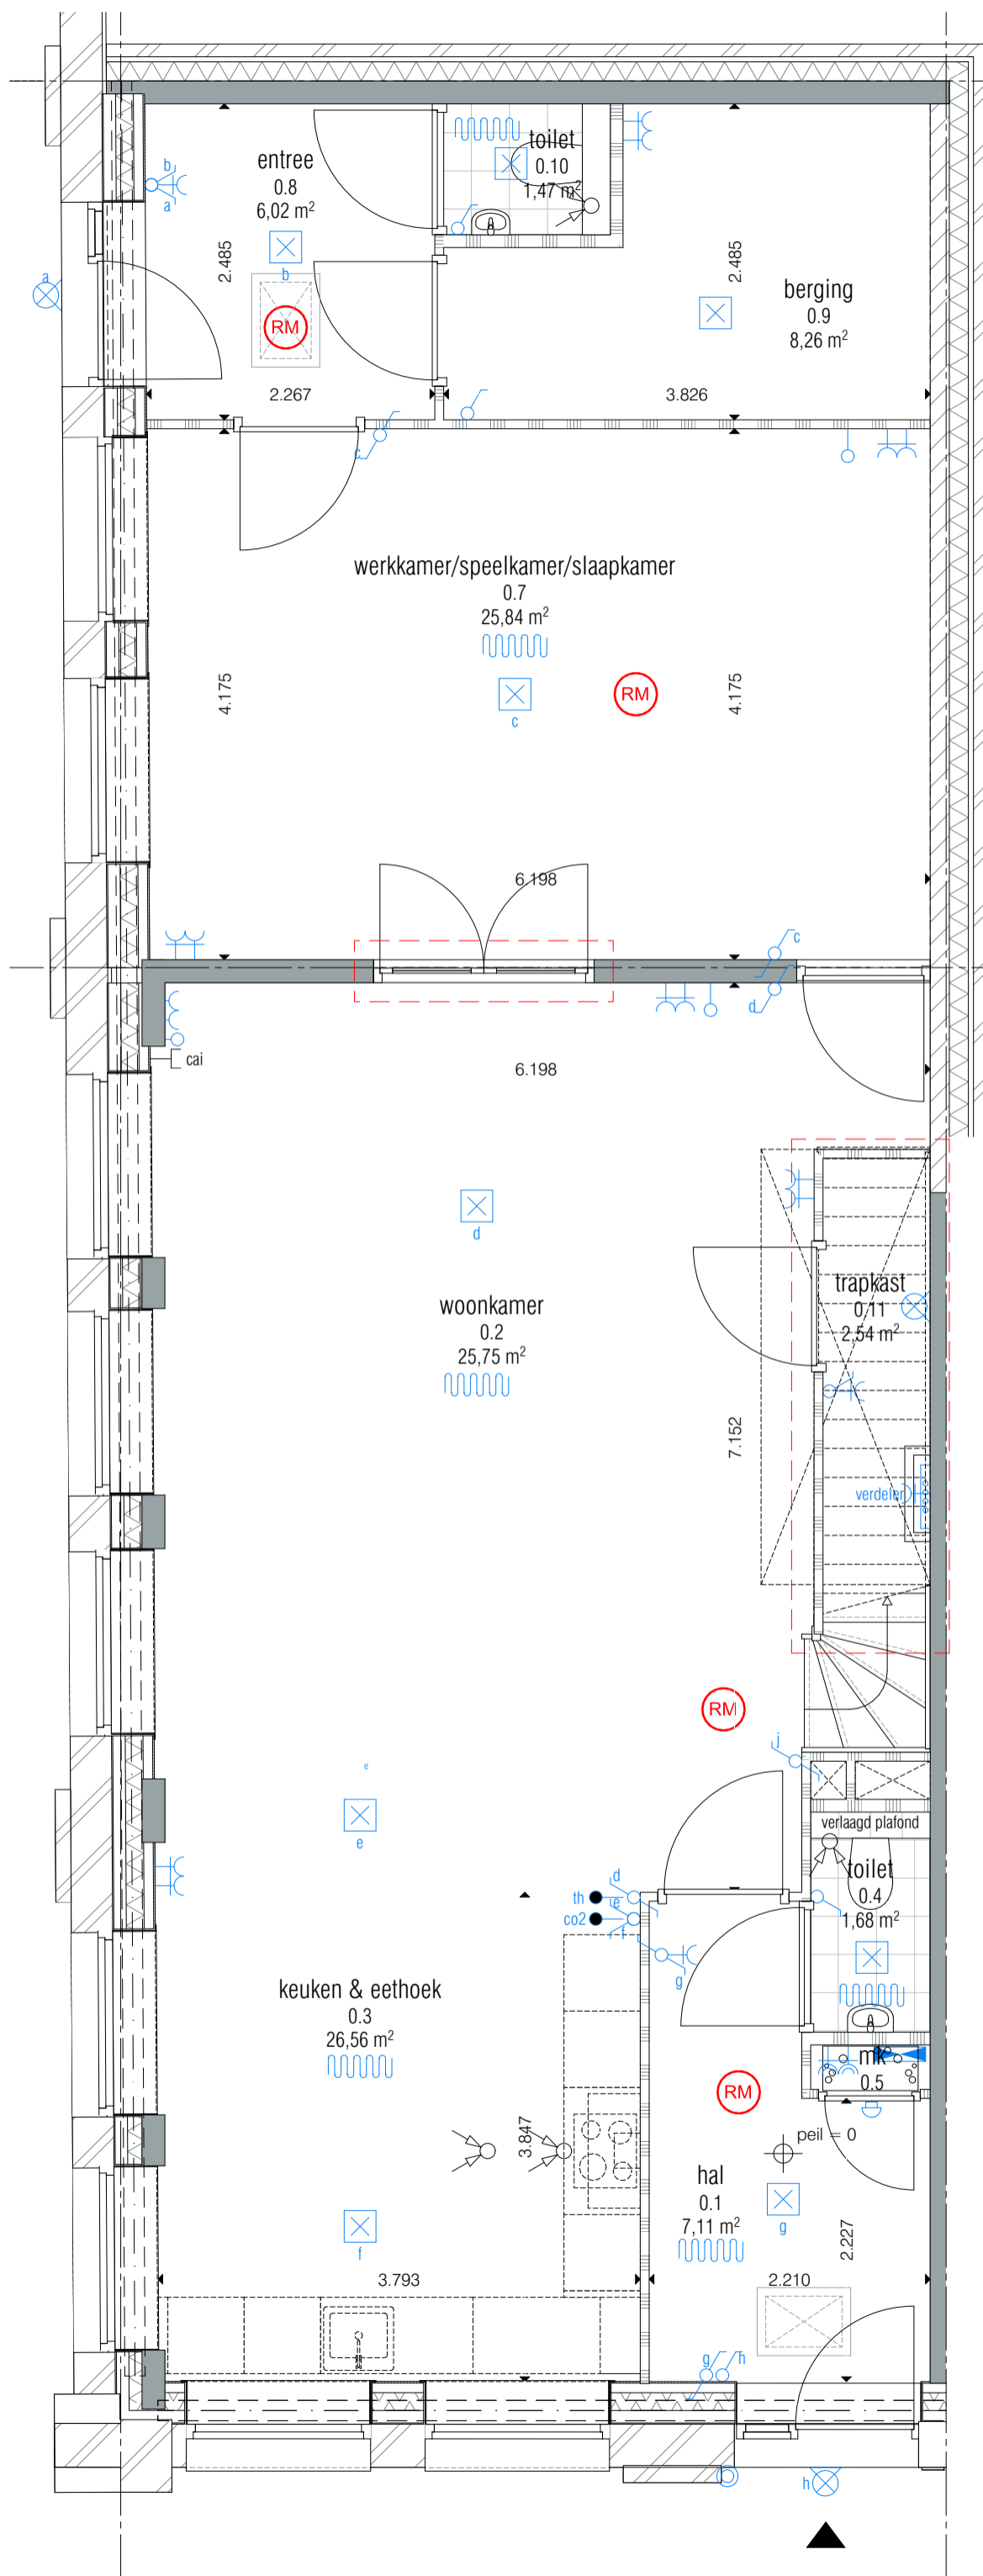 toilet
0.10
1,47 m²
entree
0.8
6,02 m²
b
a
a
b
2.485
2.485
RM
berging
0.9
8,26 m²
2.267
3.826
c
werkkamer/speelkamer/slaapkamer
0.7
25,84 m²
4.175
4.175
RM
c
6.198
c
d
cai
6.198
d
woonkamer
0.2
25,75 m²
trapkast
0.11
2,54 m²
7.152
verdeler
RM
j
e
e
verlaagd plafond
toilet
0.4
1,68 m²
th
co2
d
e
f
g
keuken & eethoek
0.3
26,56 m²
mk
0.5
RM
peil = 0
3.847
hal
0.1
7,11 m²
g
2.227
f
3.793
2.210
g
h
h